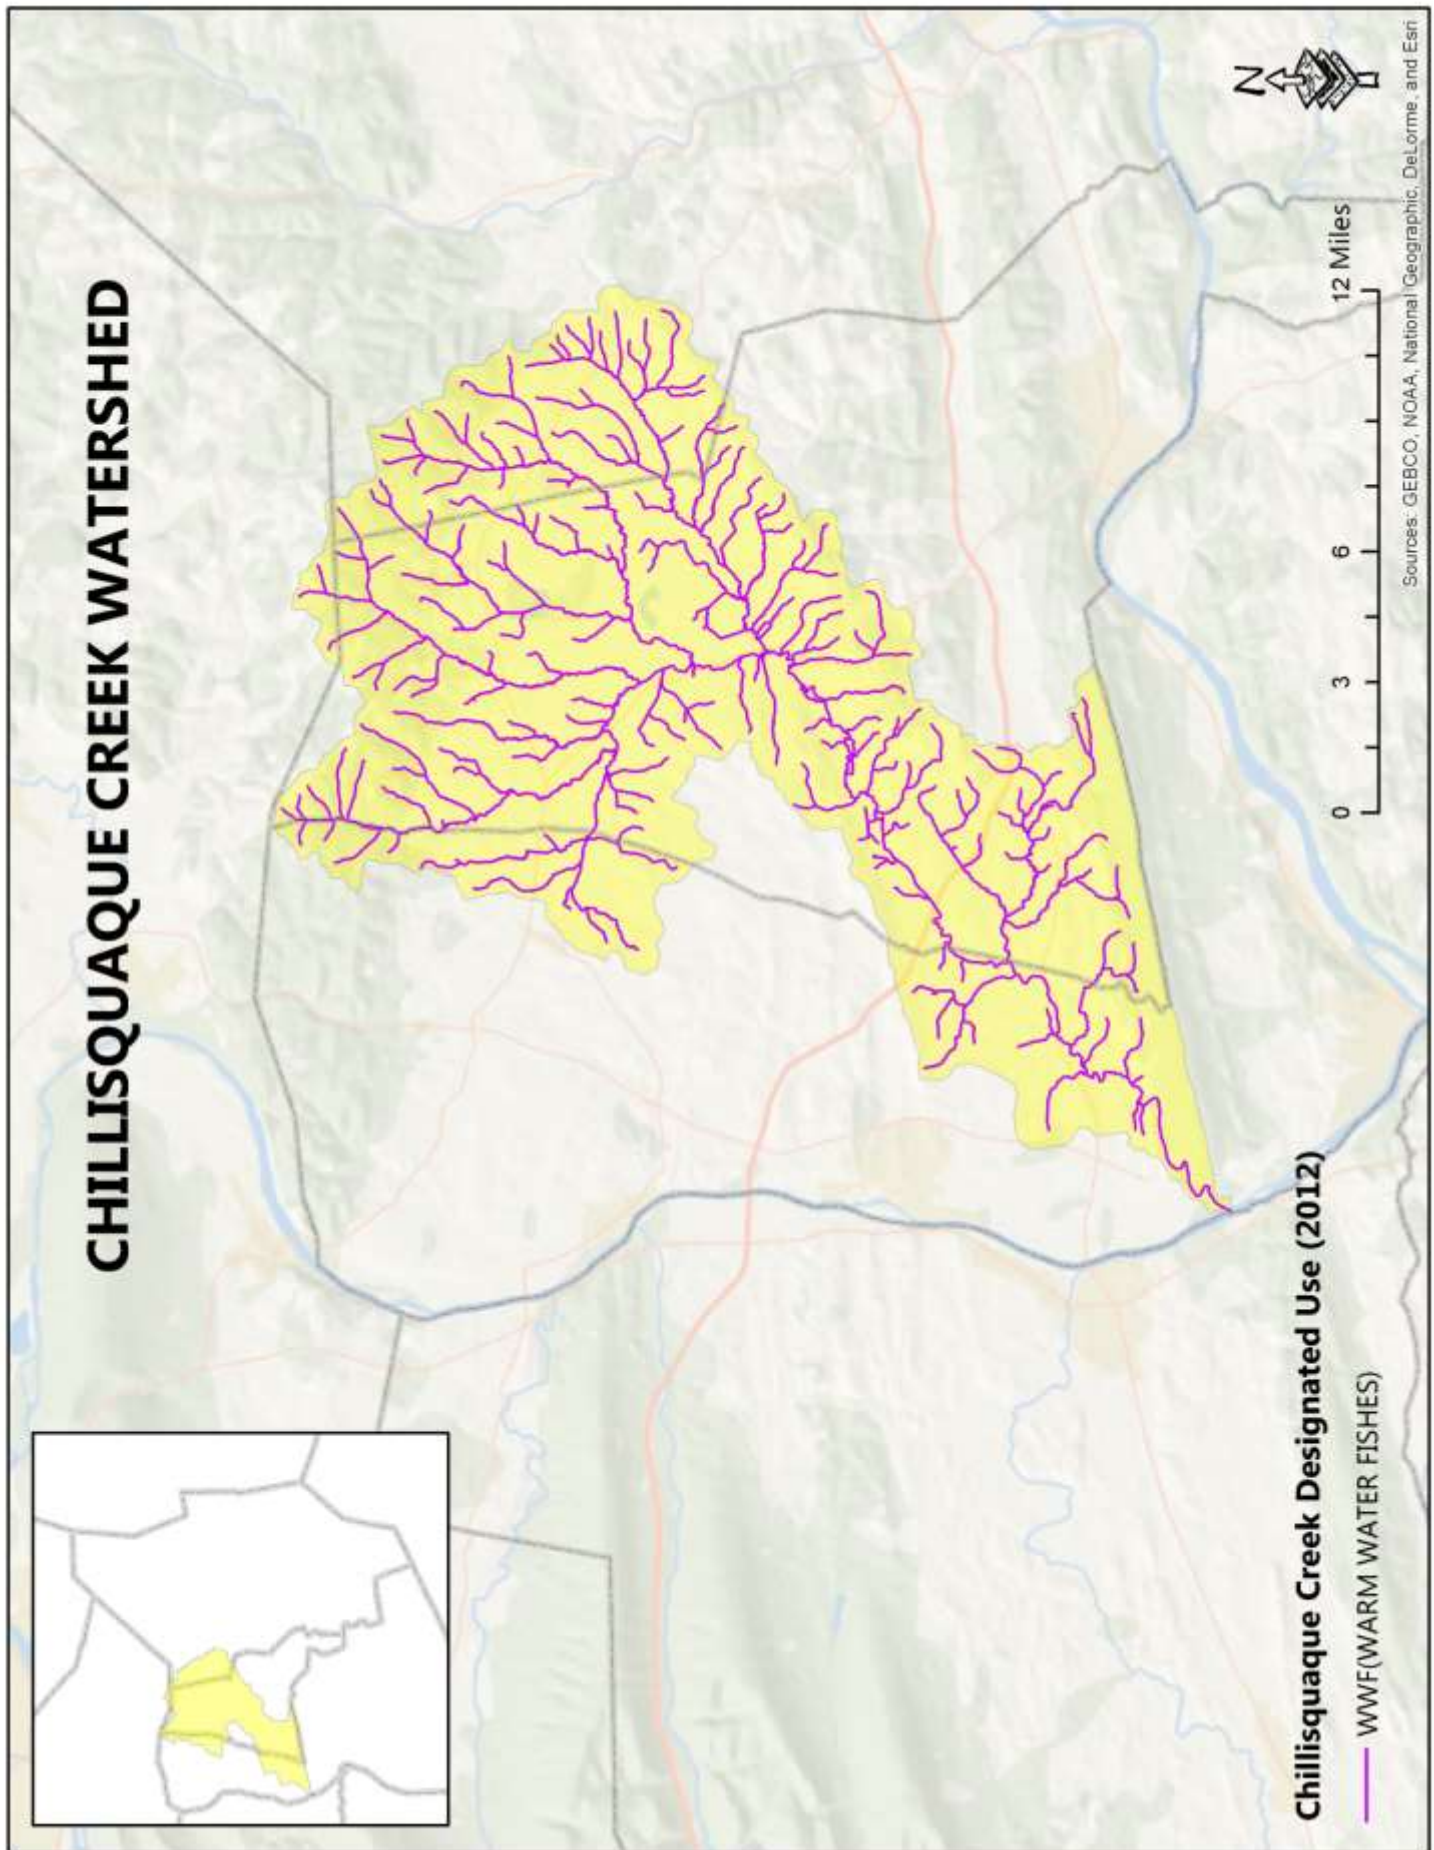 CHILLISQUAQUE CREEK WATERSHED
N
0 3 6 12 Miles
Chillisquaque Creek Designated Use (2012)
WWF(WARM WATER FISHES)
Sources: GEBCO, NOAA, National Geographic, DeLorme, and Esri